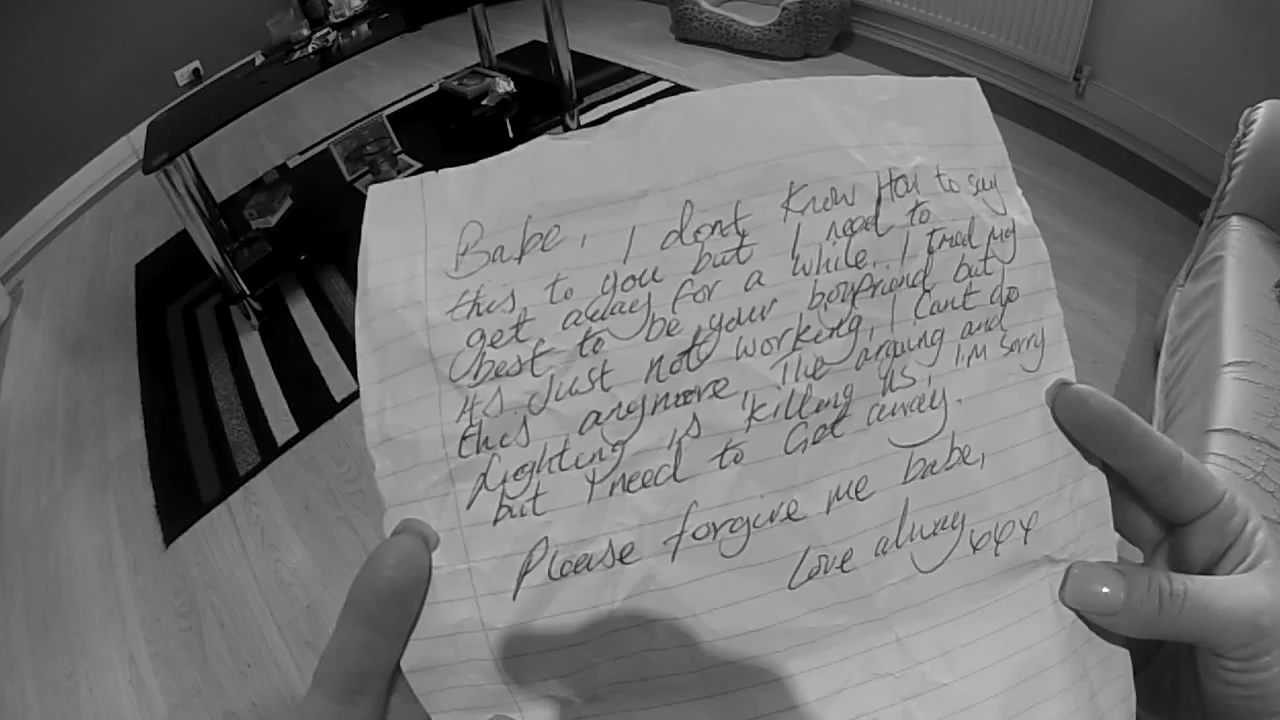 Babe, I dont know How to say
this to you but I need to
get away for a while. I tried my
best to be your boyfriend but
its Just not working, I Cant do
this anymore, The arguing and
fighting is killing us, I'm sorry
but I need to Get away.
Please forgive me babe,
Love alway xxx